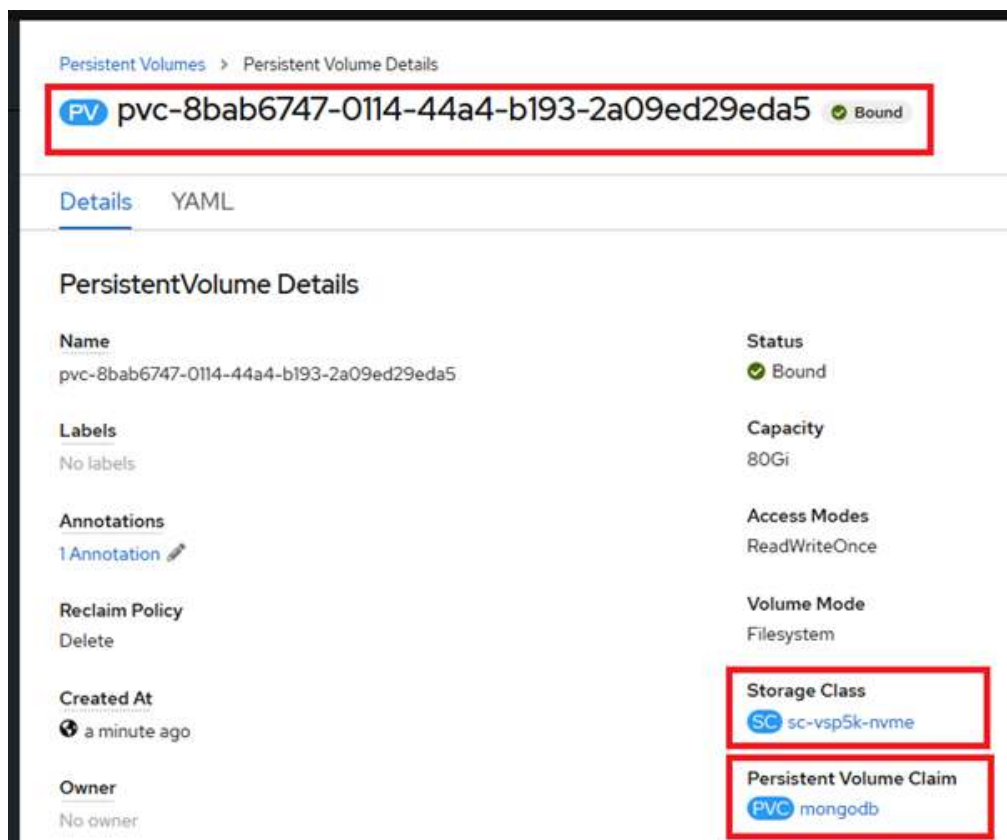 Persistent Volumes > Persistent Volume Details
PV pvc-8bab6747-0114-44a4-b193-2a09ed29eda5 Bound
Details YAML
PersistentVolume Details
Name
pvc-8bab6747-0114-44a4-b193-2a09ed29eda5
Labels
No labels
Annotations
1 Annotation
Reclaim Policy
Delete
Created At
a minute ago
Owner
No owner
Status
Bound
Capacity
80Gi
Access Modes
ReadWriteOnce
Volume Mode
Filesystem
Storage Class
SC sc-vsp5k-nvme
Persistent Volume Claim
PVC mongodb